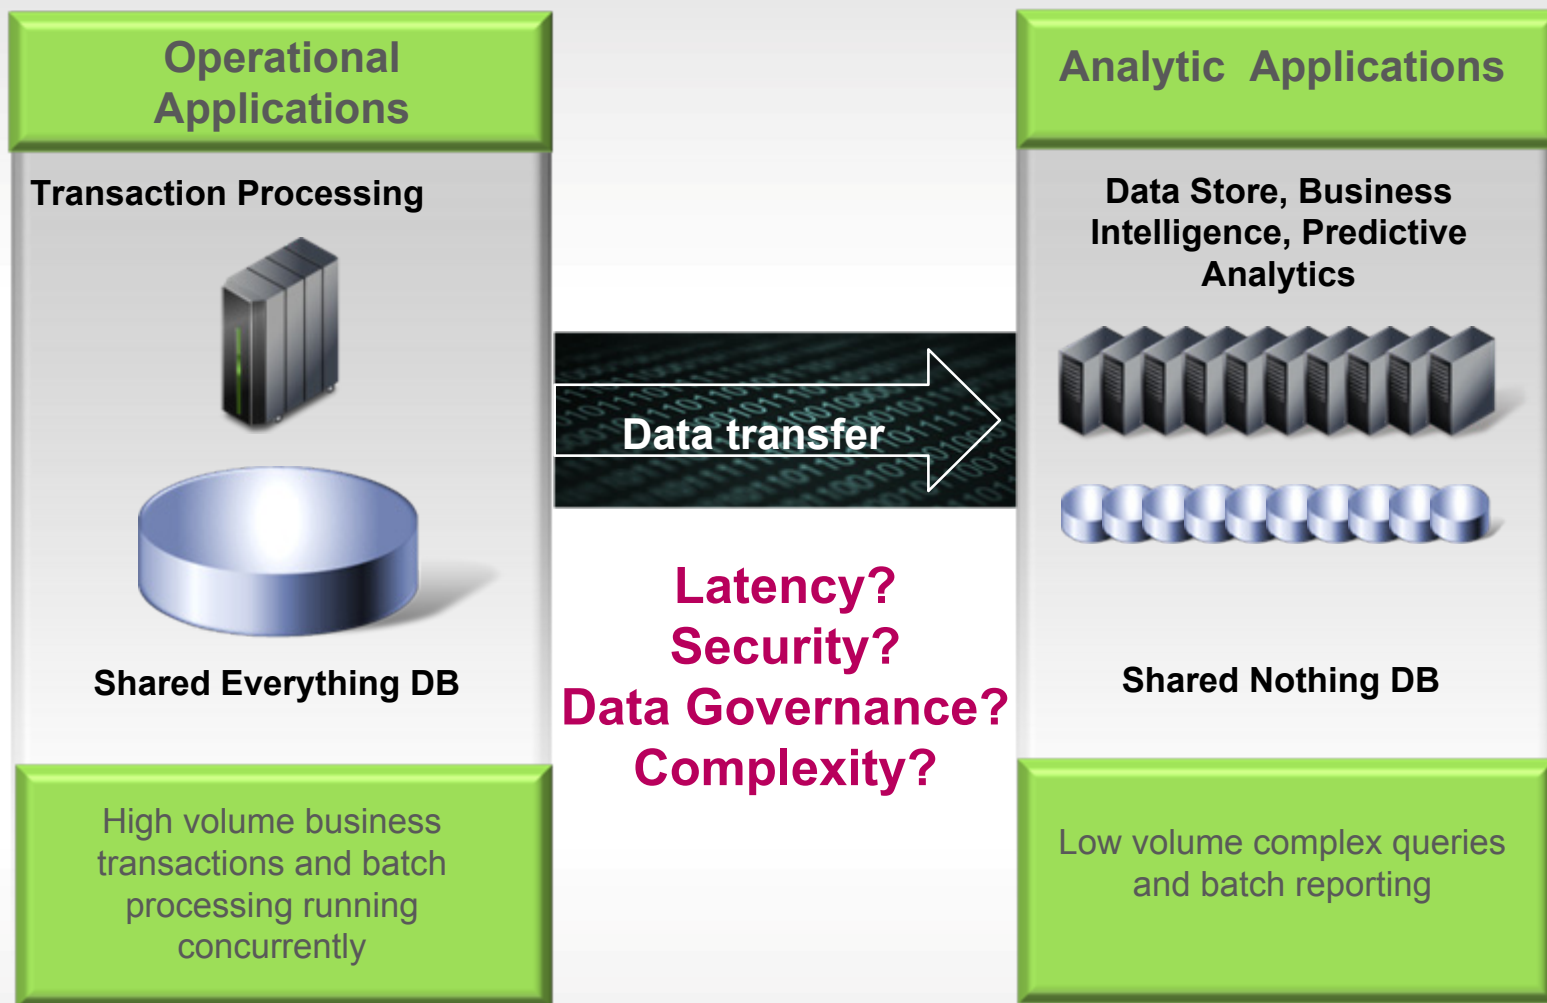 Operational
Applications
Transaction Processing
Shared Everything DB
High volume business
transactions and batch
processing running
concurrently
Data transfer
Latency?
Security?
Data Governance?
Complexity?
Analytic Applications
Data Store, Business
Intelligence, Predictive
Analytics
Shared Nothing DB
Low volume complex queries
and batch reporting